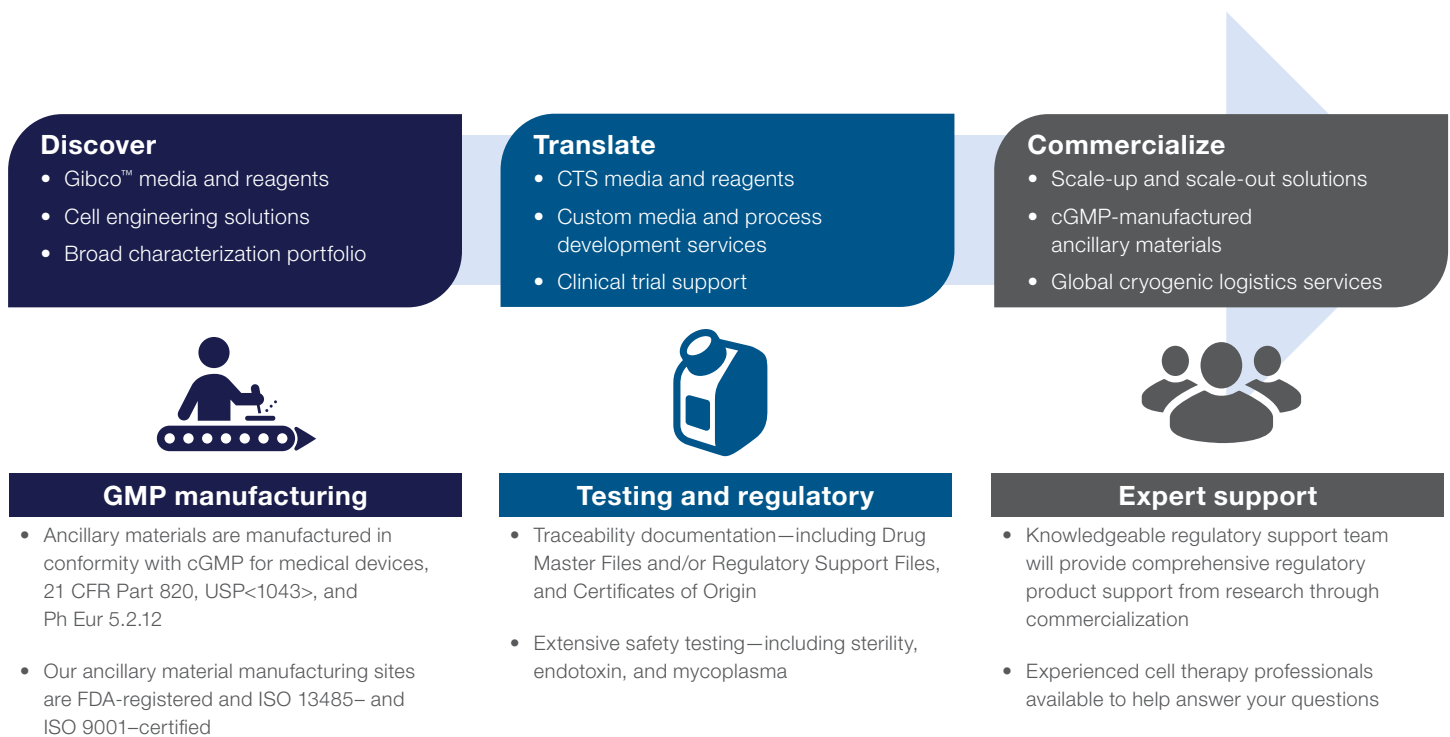 Discover
• Gibco™ media and reagents
• Cell engineering solutions
• Broad characterization portfolio
Translate
• CTS media and reagents
• Custom media and process
development services
• Clinical trial support
Commercialize
• Scale-up and scale-out solutions
• cGMP-manufactured
ancillary materials
• Global cryogenic logistics services
GMP manufacturing
• Ancillary materials are manufactured in
conformity with cGMP for medical devices,
21 CFR Part 820, USP<1043>, and
Ph Eur 5.2.12
• Our ancillary material manufacturing sites
are FDA-registered and ISO 13485– and
ISO 9001–certified
Testing and regulatory
• Traceability documentation—including Drug
Master Files and/or Regulatory Support Files,
and Certificates of Origin
• Extensive safety testing—including sterility,
endotoxin, and mycoplasma
Expert support
• Knowledgeable regulatory support team
will provide comprehensive regulatory
product support from research through
commercialization
• Experienced cell therapy professionals
available to help answer your questions